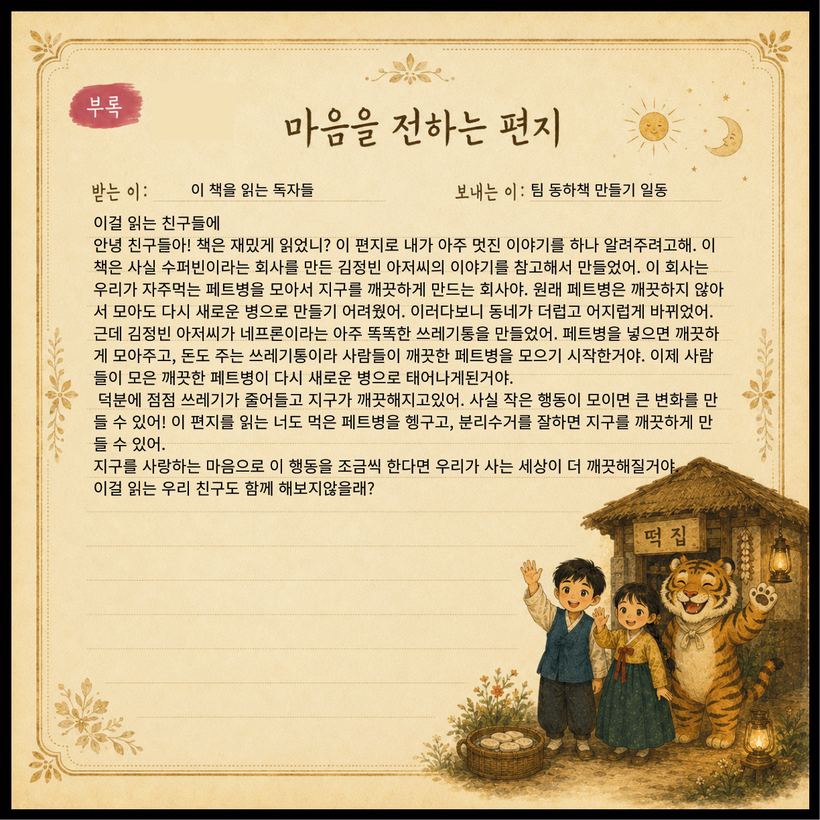 부록
마음을 전하는 편지
받는 이: 이 책을 읽는 독자들
보내는 이: 팀 동하책 만들기 일동
이걸 읽는 친구들에
안녕 친구들아! 책은 재밌게 읽었니? 이 편지로 내가 아주 멋진 이야기를 하나 알려주려고해. 이
책은 사실 수퍼빈이라는 회사를 만든 김정빈 아저씨의 이야기를 참고해서 만들었어. 이 회사는
우리가 자주먹는 페트병을 모아서 지구를 깨끗하게 만드는 회사야. 원래 페트병은 깨끗하지 않아
서 모아도 다시 새로운 병으로 만들기 어려웠어. 이러다보니 동네가 더럽고 어지럽게 바뀌었어.
근데 김정빈 아저씨가 네프론이라는 아주 똑똑한 쓰레기통을 만들었어. 페트병을 넣으면 깨끗하
게 모아주고, 돈도 주는 쓰레기통이라 사람들이 깨끗한 페트병을 모으기 시작한거야. 이제 사람
들이 모은 깨끗한 페트병이 다시 새로운 병으로 태어나게된거야.
덕분에 점점 쓰레기가 줄어들고 지구가 깨끗해지고있어. 사실 작은 행동이 모이면 큰 변화를 만
들 수 있어! 이 편지를 읽는 너도 먹은 페트병을 헹구고, 분리수거를 잘하면 지구를 깨끗하게 만
들 수 있어.
지구를 사랑하는 마음으로 이 행동을 조금씩 한다면 우리가 사는 세상이 더 깨끗해질거야.
이걸 읽는 우리 친구도 함께 해보지않을래?
떡 집